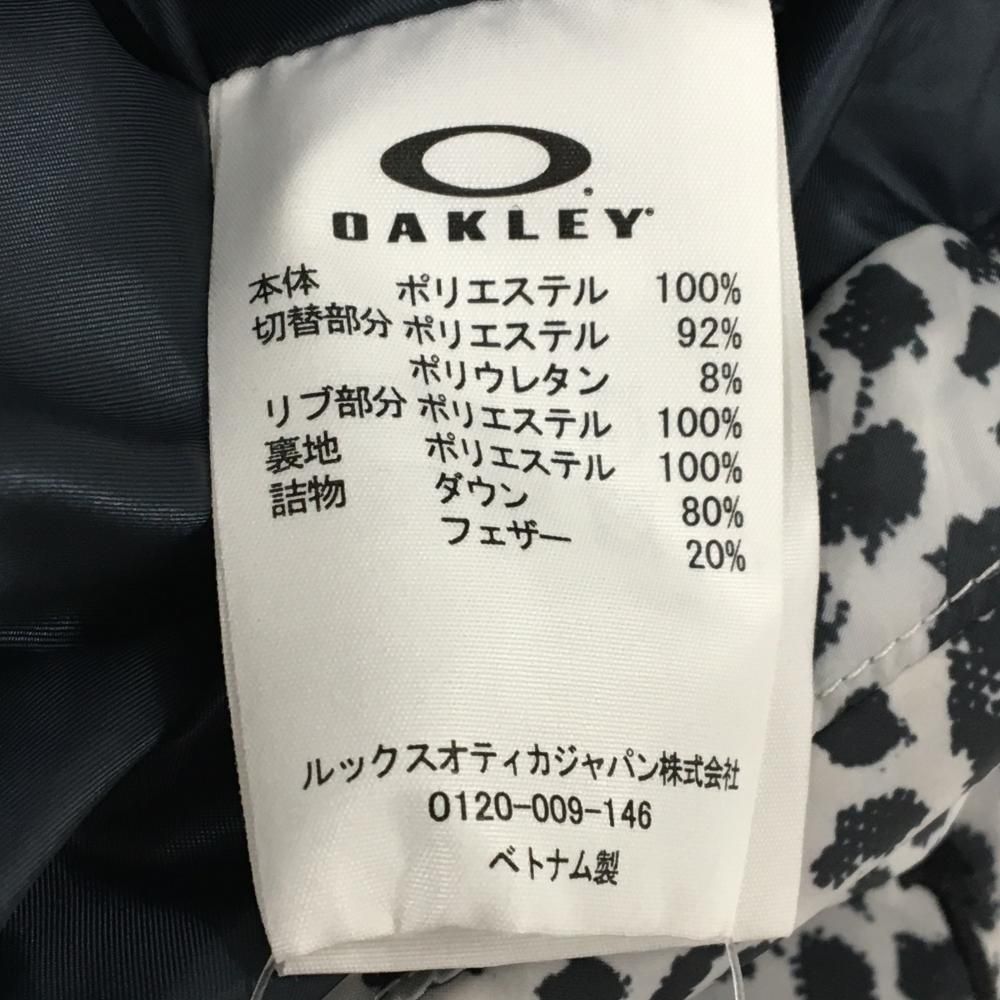 OAKLEY
本体 ポリエステル 100%
切替部分 ポリエステル 92%
ポリウレタン 8%
リブ部分 ポリエステル 100%
裏地 ポリエステル 100%
詰物 ダウン 80%
フェザー 20%
ルックスオティカジャパン株式会社
0120-009-146
ベトナム製